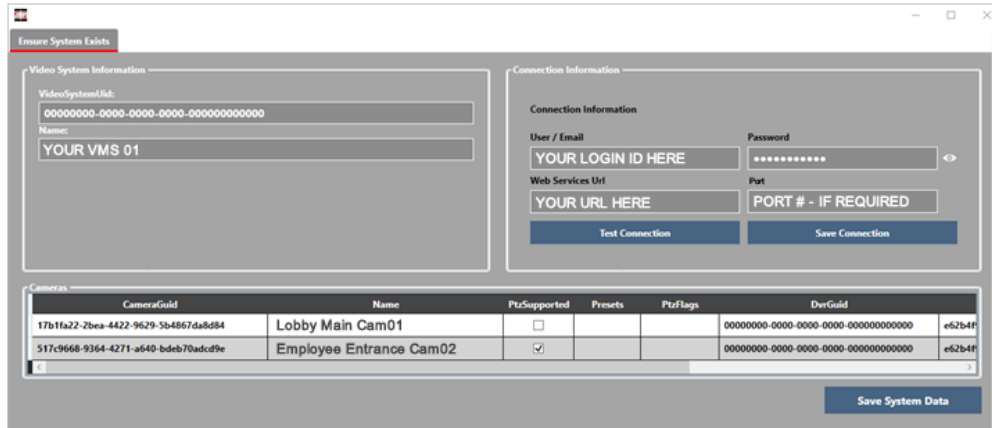 Ensure System Exists
Video System Information
VideoSystemUid:
00000000-0000-0000-0000-000000000000
Name:
YOUR VMS 01
Connection Information
Connection Information
User / Email
Password
YOUR LOGIN ID HERE
Web Services Url
Port
YOUR URL HERE
PORT # - IF REQUIRED
Test Connection
Save Connection
Cameras
CameraGuid Name PtzSupported Presets PtzFlags DvrGuid
17b1fa22-2bea-4422-9629-5b4867da8d84 Lobby Main Cam01 00000000-0000-0000-0000-000000000000 e62b4f
517c9668-9364-4271-a640-bdeb70adcd9e Employee Entrance Cam02 00000000-0000-0000-0000-000000000000 e62b4f
Save System Data